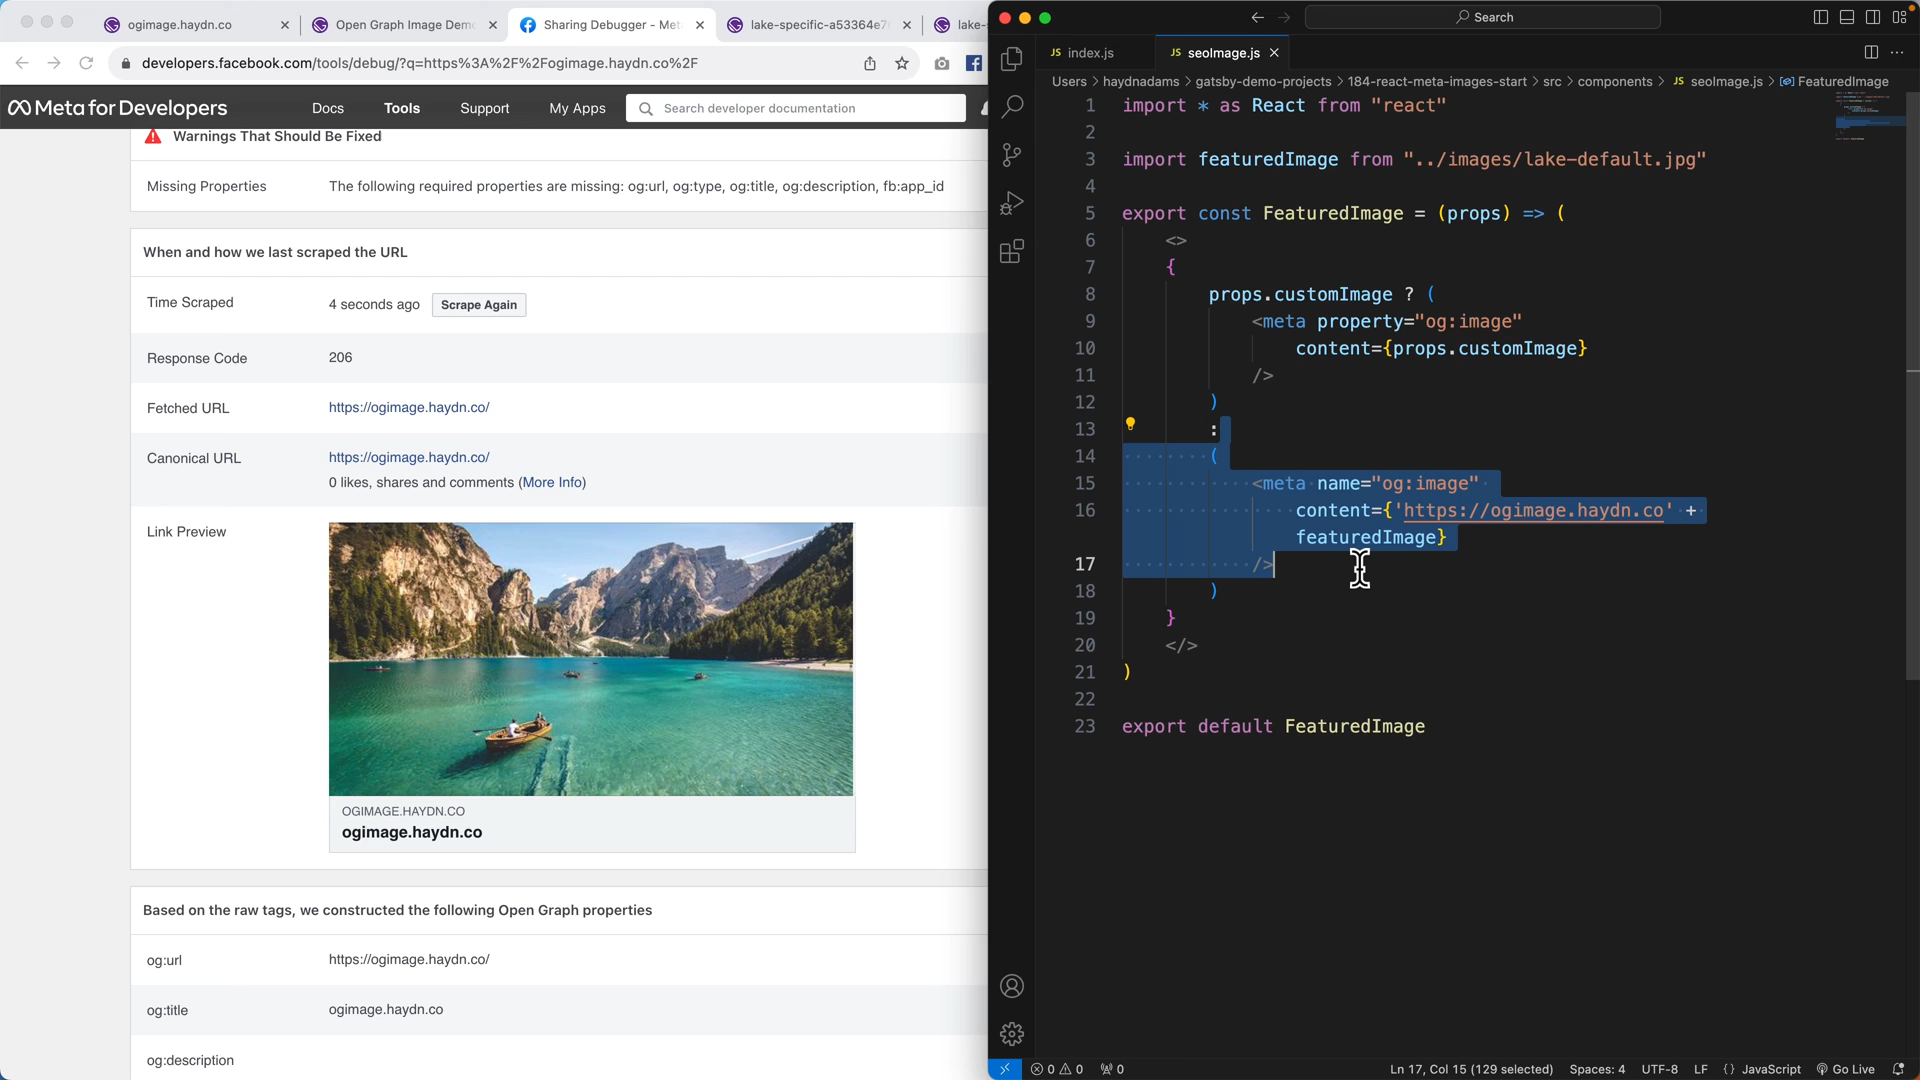 ogimage.haydn.co
Open Graph Image Dem
Sharing Debugger - Met
lake-specific-a53364e7
lake-
developers.facebook.com/tools/debug/?q=https%3A%2F%2Fogimage.haydn.co%2F
Meta for Developers
Docs
Tools
Support
My Apps
Search developer documentation
Warnings That Should Be Fixed
Missing Properties
The following required properties are missing: og:url, og:type, og:title, og:description, fb:app_id
When and how we last scraped the URL
Time Scraped
4 seconds ago
Scrape Again
Response Code
206
Fetched URL
https://ogimage.haydn.co/
Canonical URL
https://ogimage.haydn.co/
0 likes, shares and comments (More Info)
Link Preview
OGIMAGE.HAYDN.CO
ogimage.haydn.co
Based on the raw tags, we constructed the following Open Graph properties
og:url
https://ogimage.haydn.co/
og:title
ogimage.haydn.co
og:description
Search
JS index.js
JS seoImage.js
Users > haydnadams > gatsby-demo-projects > 184-react-meta-images-start > src > components > JS seoImage.js > FeaturedImage
1 import * as React from "react"
2
3 import featuredImage from "../images/lake-default.jpg"
4
5 export const FeaturedImage = (props) => (
6 <>
7 {
8 props.customImage ? (
9 <meta property="og:image"
10 content={props.customImage}
11 />
12 )
13 :
14 (
15 <meta name="og:image"
16 content={'https://ogimage.haydn.co' +
featuredImage}
17 />
18 )
19 }
20 </>
21 )
22
23 export default FeaturedImage
0 0
0
Ln 17, Col 15 (129 selected)
Spaces: 4
UTF-8
LF
{ } JavaScript
Go Live